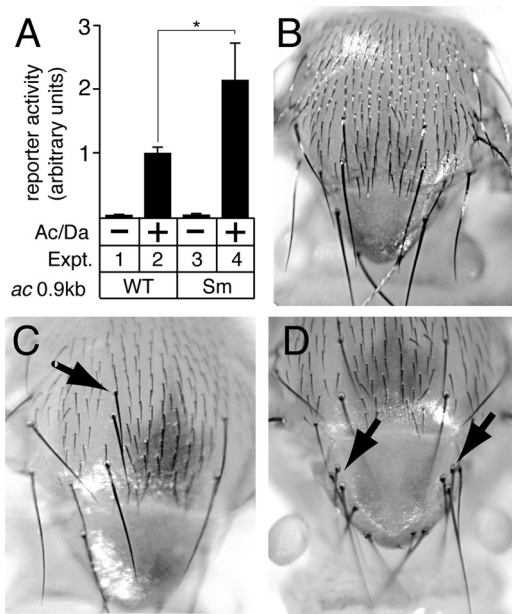 A
B
*
reporter activity
(arbitrary units)
3
2
1
Ac/Da − + − +
Expt. 1 2 3 4
ac 0.9kb WT Sm
C
D